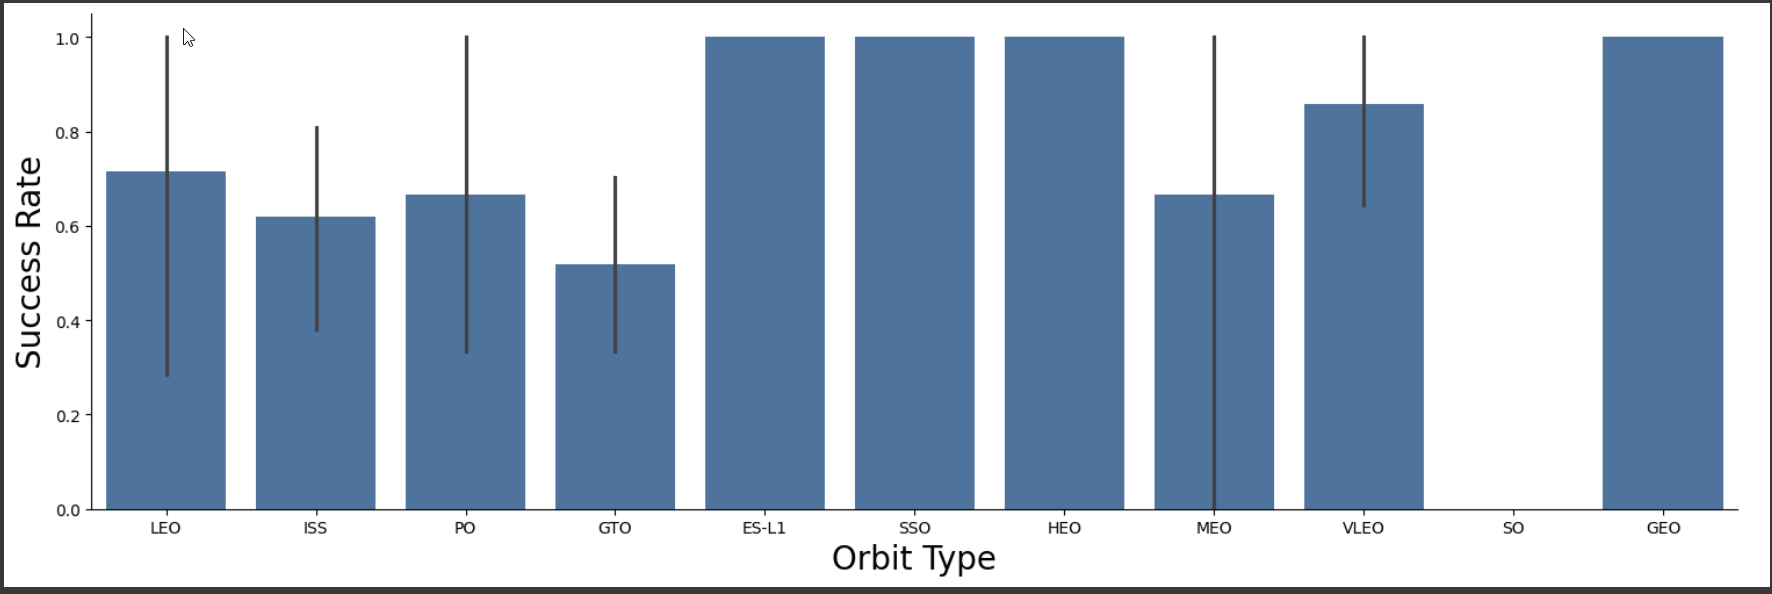 Success Rate
1.0
0.8
0.6
0.4
0.2
0.0
LEO ISS PO GTO ES-L1 SSO HEO MEO VLEO SO GEO
Orbit Type